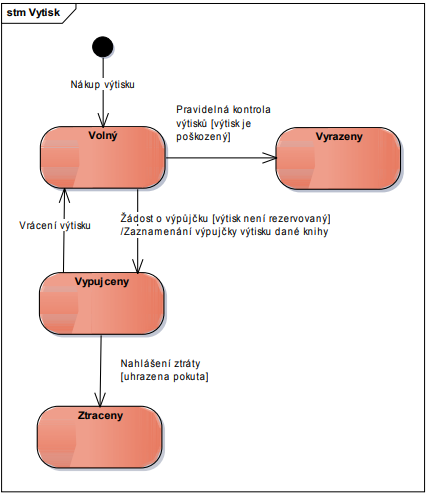 stm Vytisk
Nákup výtisku
Volný
Pravidelná kontrola
výtisků [výtisk je
poškozený]
Vyrazeny
Žádost o výpůjčku [výtisk není rezervovaný]
/Zaznamenání výpujčky výtisku dané knihy
Vrácení výtisku
Vypujceny
Nahlášení ztráty
[uhrazena pokuta]
Ztraceny